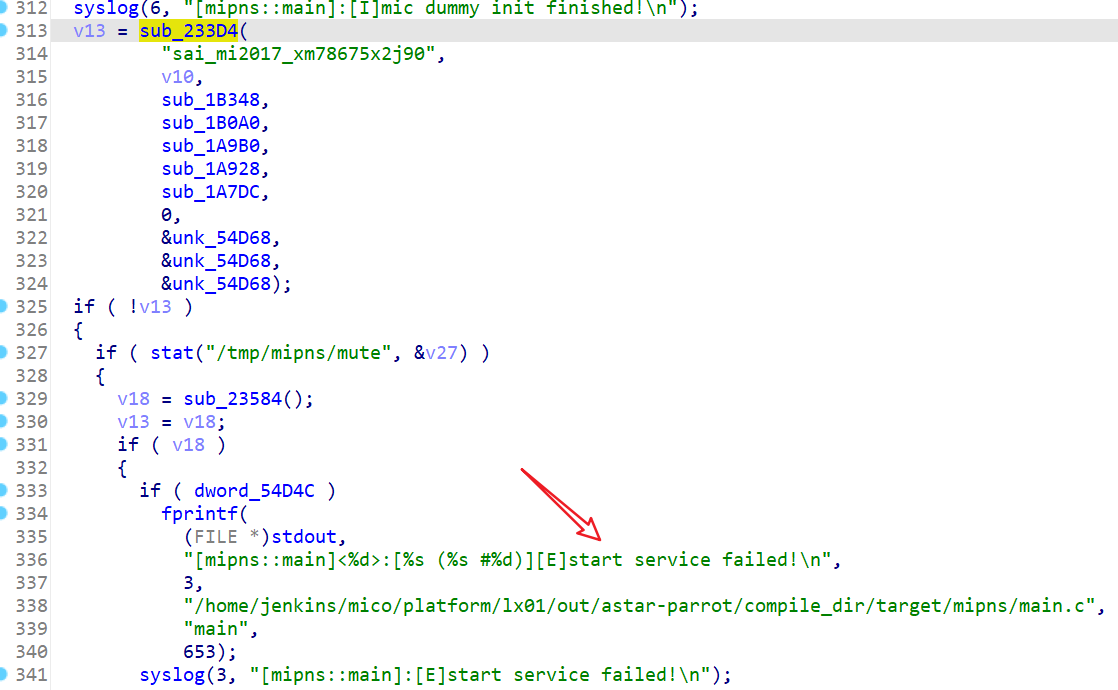 312 syslog(6, "[mipns::main]:[I]mic dummy init finished!\n");
313 v13 = sub_233D4(
314 "sai_mi2017_xm78675x2j90",
315 v10,
316 sub_1B348,
317 sub_1B0A0,
318 sub_1A9B0,
319 sub_1A928,
320 sub_1A7DC,
321 0,
322 &unk_54D68,
323 &unk_54D68,
324 &unk_54D68);
325 if ( !v13 )
326 {
327 if ( stat("/tmp/mipns/mute", &v27) )
328 {
329 v18 = sub_23584();
330 v13 = v18;
331 if ( v18 )
332 {
333 if ( dword_54D4C )
334 fprintf(
335 (FILE *)stdout,
336 "[mipns::main]<%d>:[%s (%s #%d)][E]start service failed!\n",
337 3,
338 "/home/jenkins/mico/platform/lx01/out/astar-parrot/compile_dir/target/mipns/main.c",
339 "main",
340 653);
341 syslog(3, "[mipns::main]:[E]start service failed!\n");